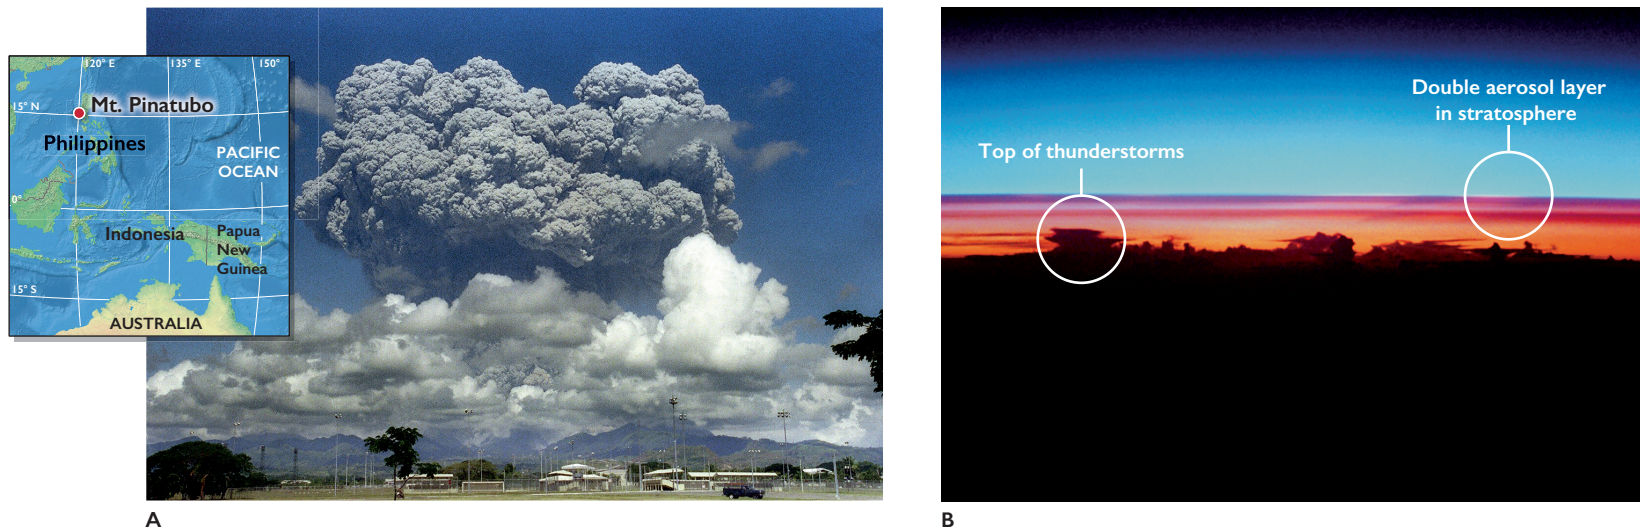 120° E
135° E
150°
15° N
Mt. Pinatubo
Philippines
PACIFIC
OCEAN
0°
Indonesia
Papua
New
Guinea
15° S
AUSTRALIA
A
Top of thunderstorms
Double aerosol layer
in stratosphere
B